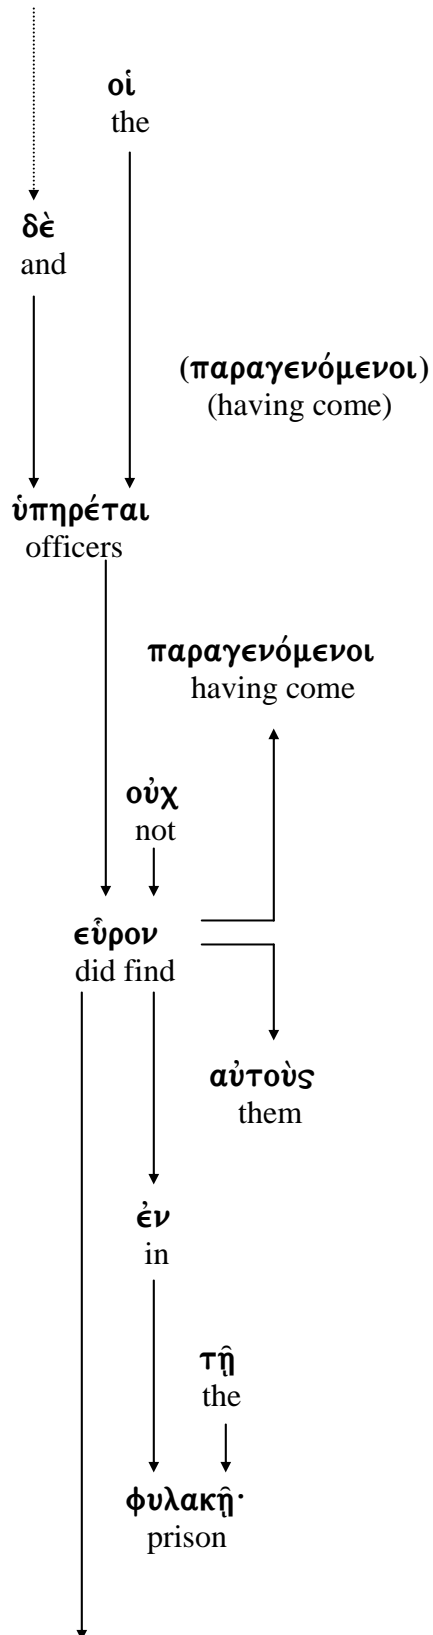 οἱ
the
δὲ
and
(παραγενόμενοι)
(having come)
ὑπηρέται
officers
παραγενόμενοι
having come
οὐχ
not
εὗρον
did find
αὐτοὺς
them
ἐν
in
τῇ
the
φυλακῇ·
prison